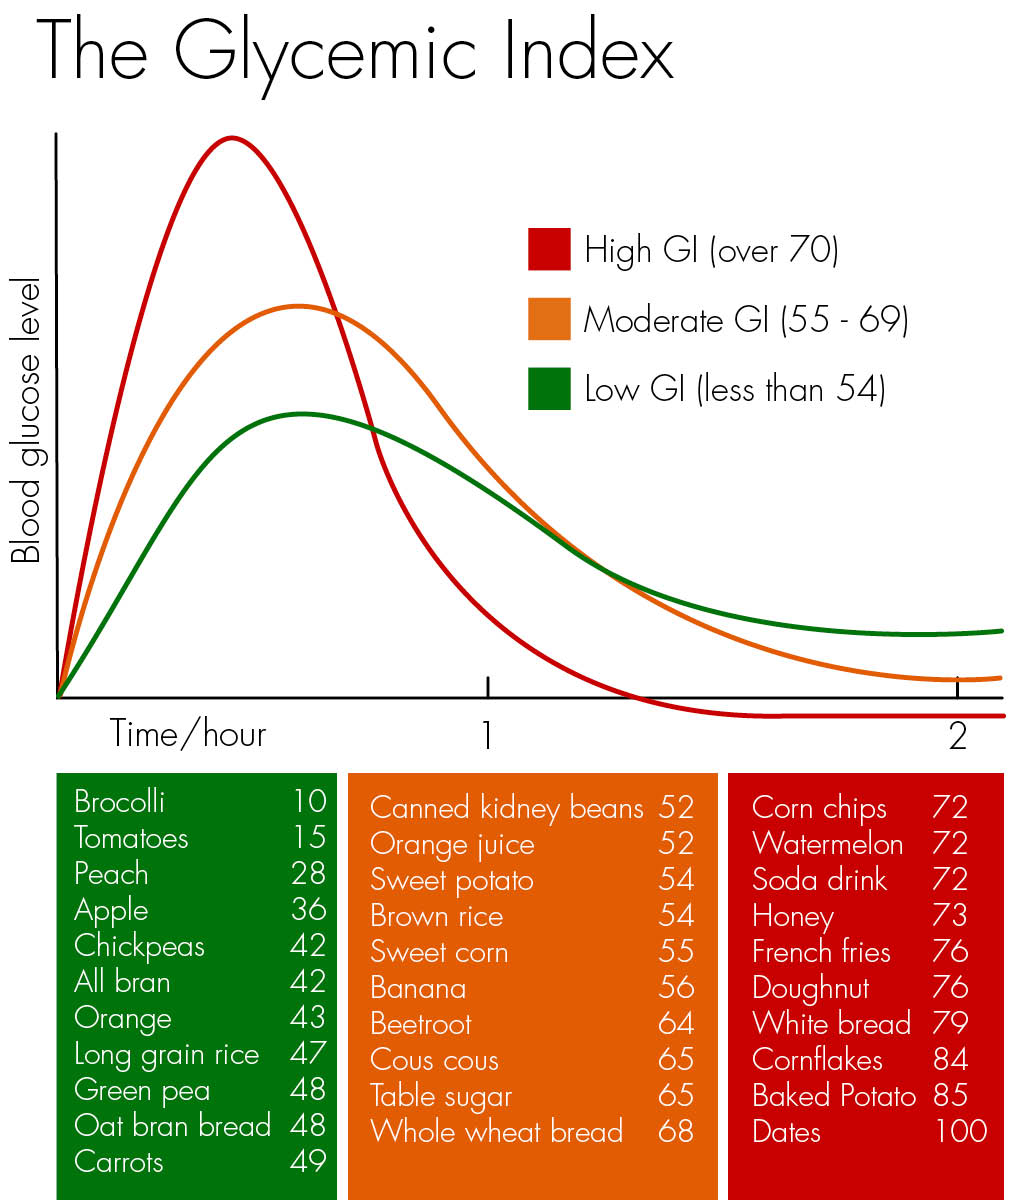 The Glycemic Index
Blood glucose level
High GI (over 70)
Moderate GI (55 - 69)
Low GI (less than 54)
Time/hour
1
2
Brocolli 10
Tomatoes 15
Peach 28
Apple 36
Chickpeas 42
All bran 42
Orange 43
Long grain rice 47
Green pea 48
Oat bran bread 48
Carrots 49
Canned kidney beans 52
Orange juice 52
Sweet potato 54
Brown rice 54
Sweet corn 55
Banana 56
Beetroot 64
Cous cous 65
Table sugar 65
Whole wheat bread 68
Corn chips 72
Watermelon 72
Soda drink 72
Honey 73
French fries 76
Doughnut 76
White bread 79
Cornflakes 84
Baked Potato 85
Dates 100